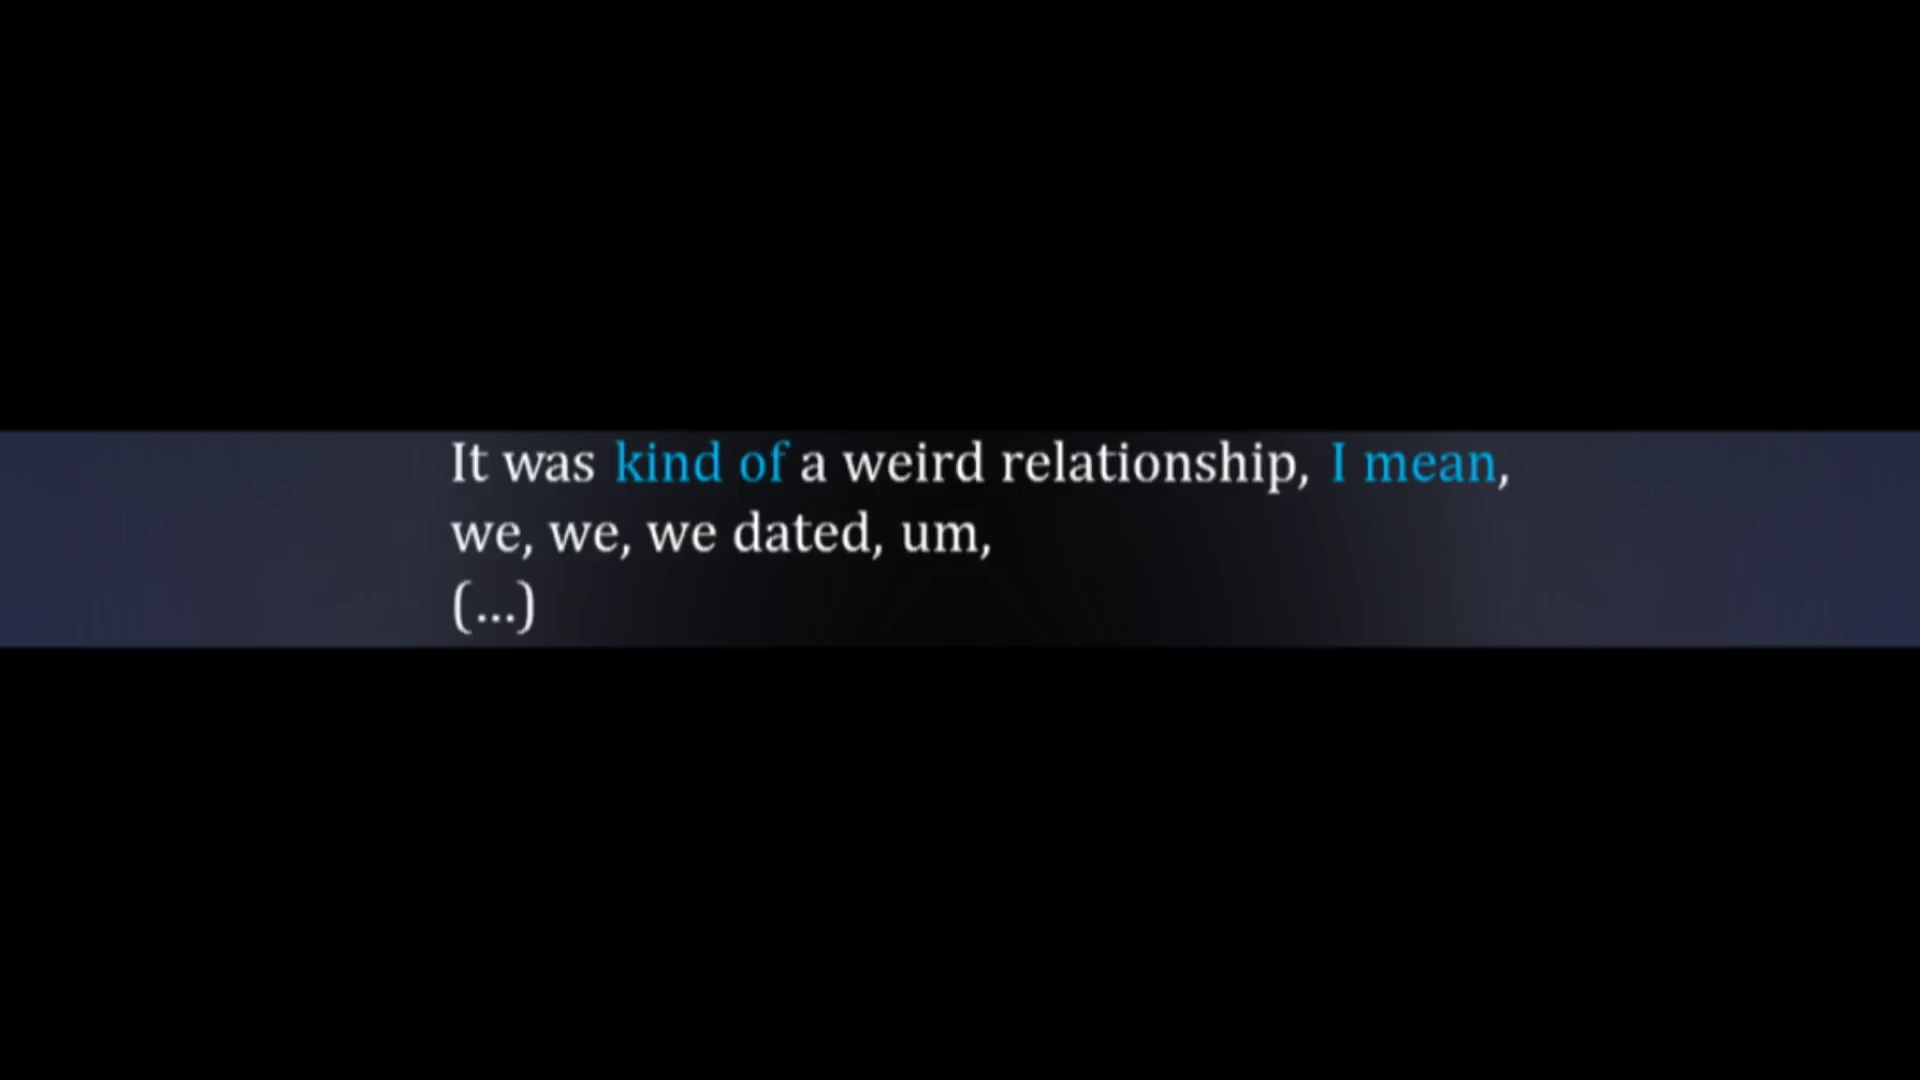 It was kind of a weird relationship, I mean,
we, we, we dated, um,
(...)